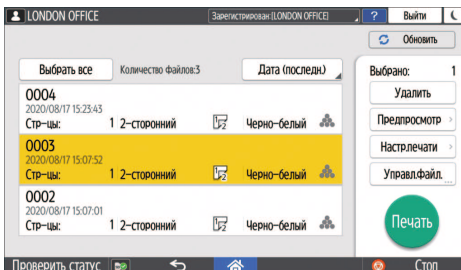 LONDON OFFICE
Зарегистрирован:[LONDON OFFICE]
?
Выйти
Обновить
Выбрать все
Количество файлов:3
Дата (последн.)
Выбрано: 1
0004
2020/08/17 15:23:43
Стр-цы: 1 2-сторонний Черно-белый
0003
2020/08/17 15:07:52
Стр-цы: 1 2-сторонний Черно-белый
0002
2020/08/17 15:07:01
Стр-цы: 1 2-сторонний Черно-белый
Удалить
Предпросмотр
Настр.печати
Управл.файл.
Печать
Проверить статус
Стоп